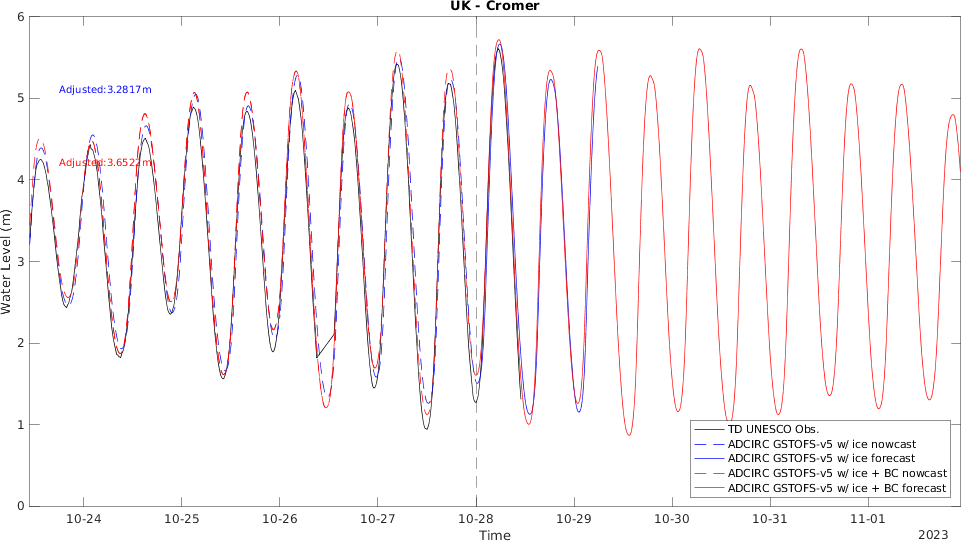 UK - Cromer
6
5
4
3
2
1
0
Water Level (m)
Adjusted:3.2817m
Adjusted:3.6522m
TD UNESCO Obs.
ADCIRC GSTOFS-v5 w/ ice nowcast
ADCIRC GSTOFS-v5 w/ ice forecast
ADCIRC GSTOFS-v5 w/ ice + BC nowcast
ADCIRC GSTOFS-v5 w/ ice + BC forecast
10-24 10-25 10-26 10-27 10-28 10-29 10-30 10-31 11-01
Time
2023